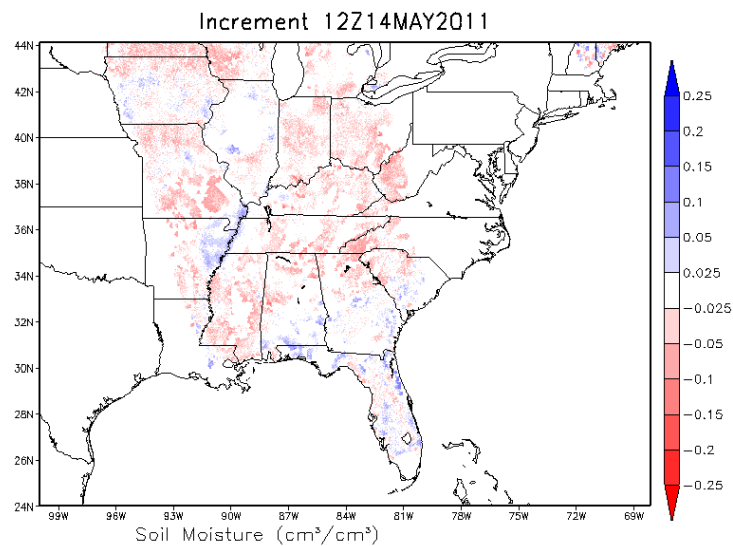 Increment 12Z14MAY2011
44N
42N
40N
38N
36N
34N
32N
30N
28N
26N
24N
99W 96W 93W 90W 87W 84W 81W 78W 75W 72W 69W
Soil Moisture (cm³/cm³)
0.25
0.2
0.15
0.1
0.05
0.025
−0.025
−0.05
−0.1
−0.15
−0.2
−0.25